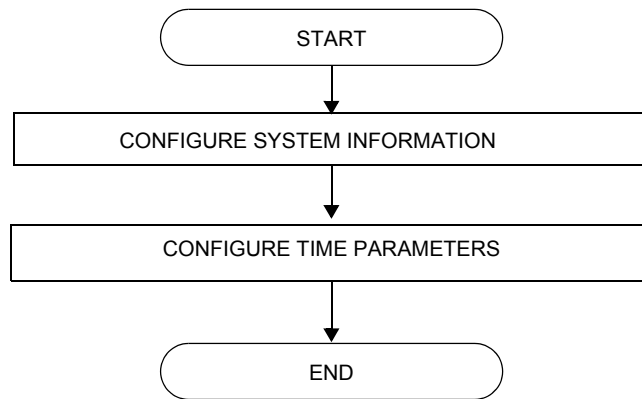 START
CONFIGURE SYSTEM INFORMATION
CONFIGURE TIME PARAMETERS
END